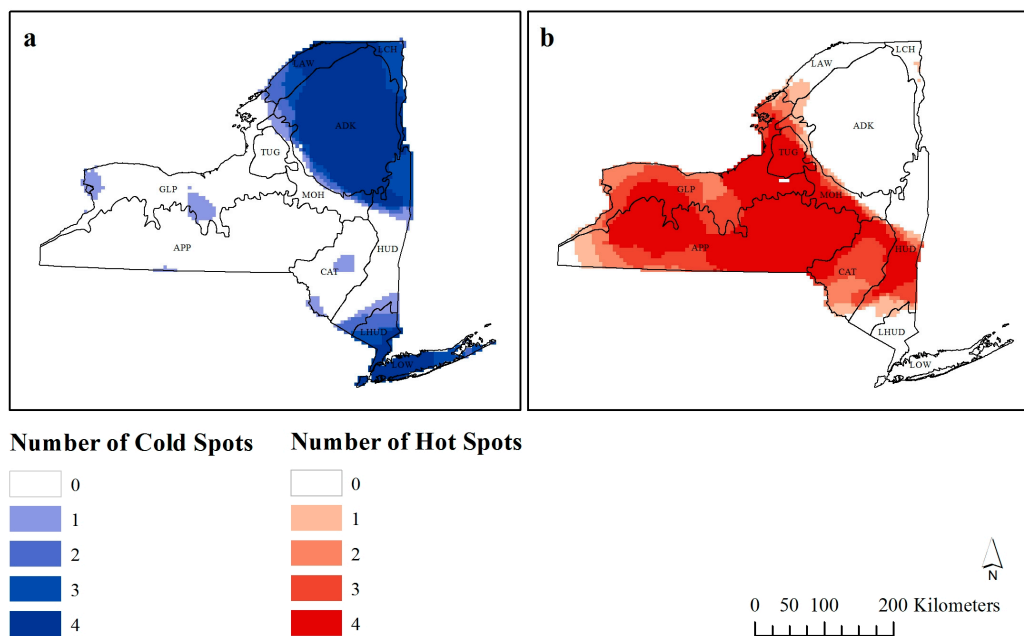 a
LCH
LAW
ADK
TUG
GLP
MOH
APP
HUD
CAT
LHUD
LOW
b
LCH
LAW
ADK
TUG
GLP
MOH
APP
HUD
CAT
LHUD
LOW
Number of Cold Spots
0
1
2
3
4
Number of Hot Spots
0
1
2
3
4
N
0 50 100 200 Kilometers